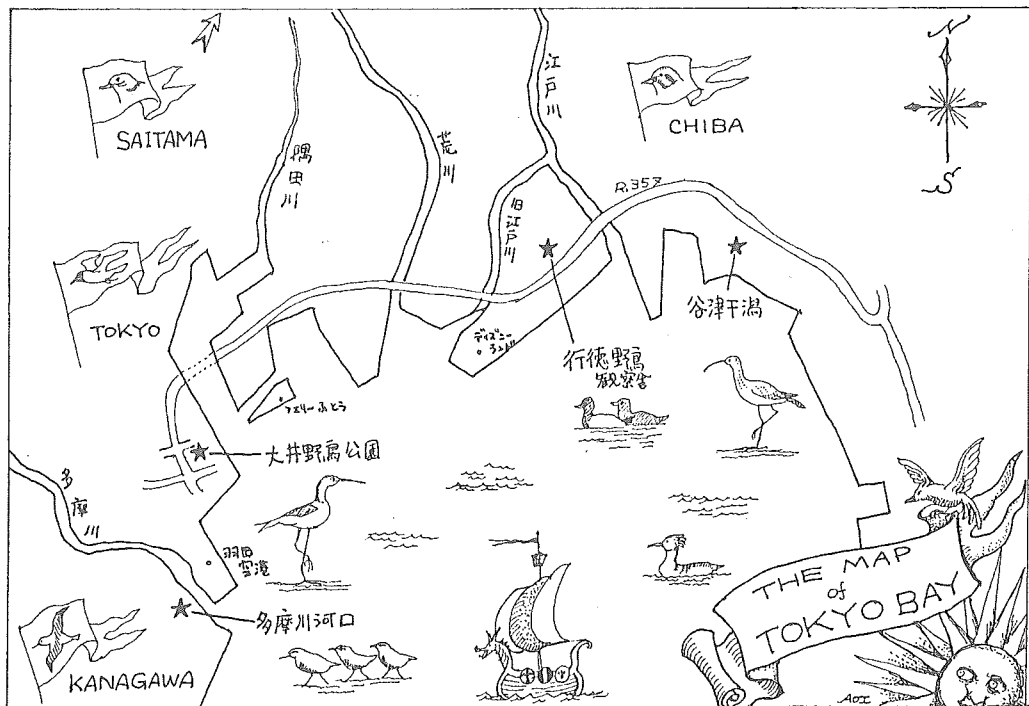 N
S
SAITAMA
CHIBA
TOKYO
KANAGAWA
隅田川
荒川
江戸川
旧江戸川
R.357
谷津干潟
行徳野鳥
観察舎
ディズニー
ランド
フェリーふとう
大井野鳥公園
多摩川
羽田
空港
多摩川河口
THE MAP
of
TOKYO BAY
AOI